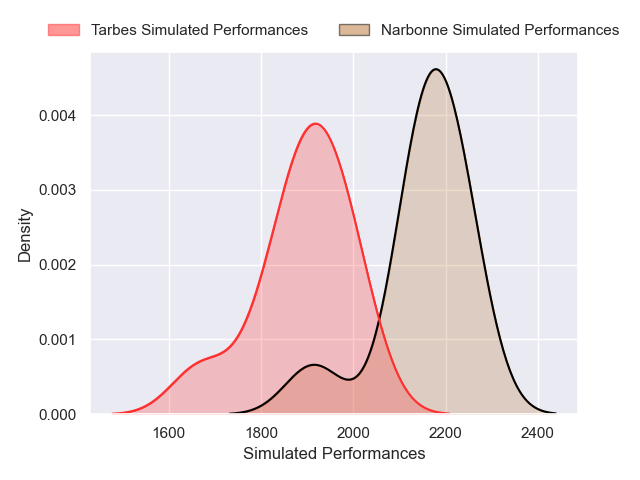 Tarbes Simulated Performances
Narbonne Simulated Performances
0.004
0.003
0.002
0.001
0.000
Density
1600
1800
2000
2200
2400
Simulated Performances